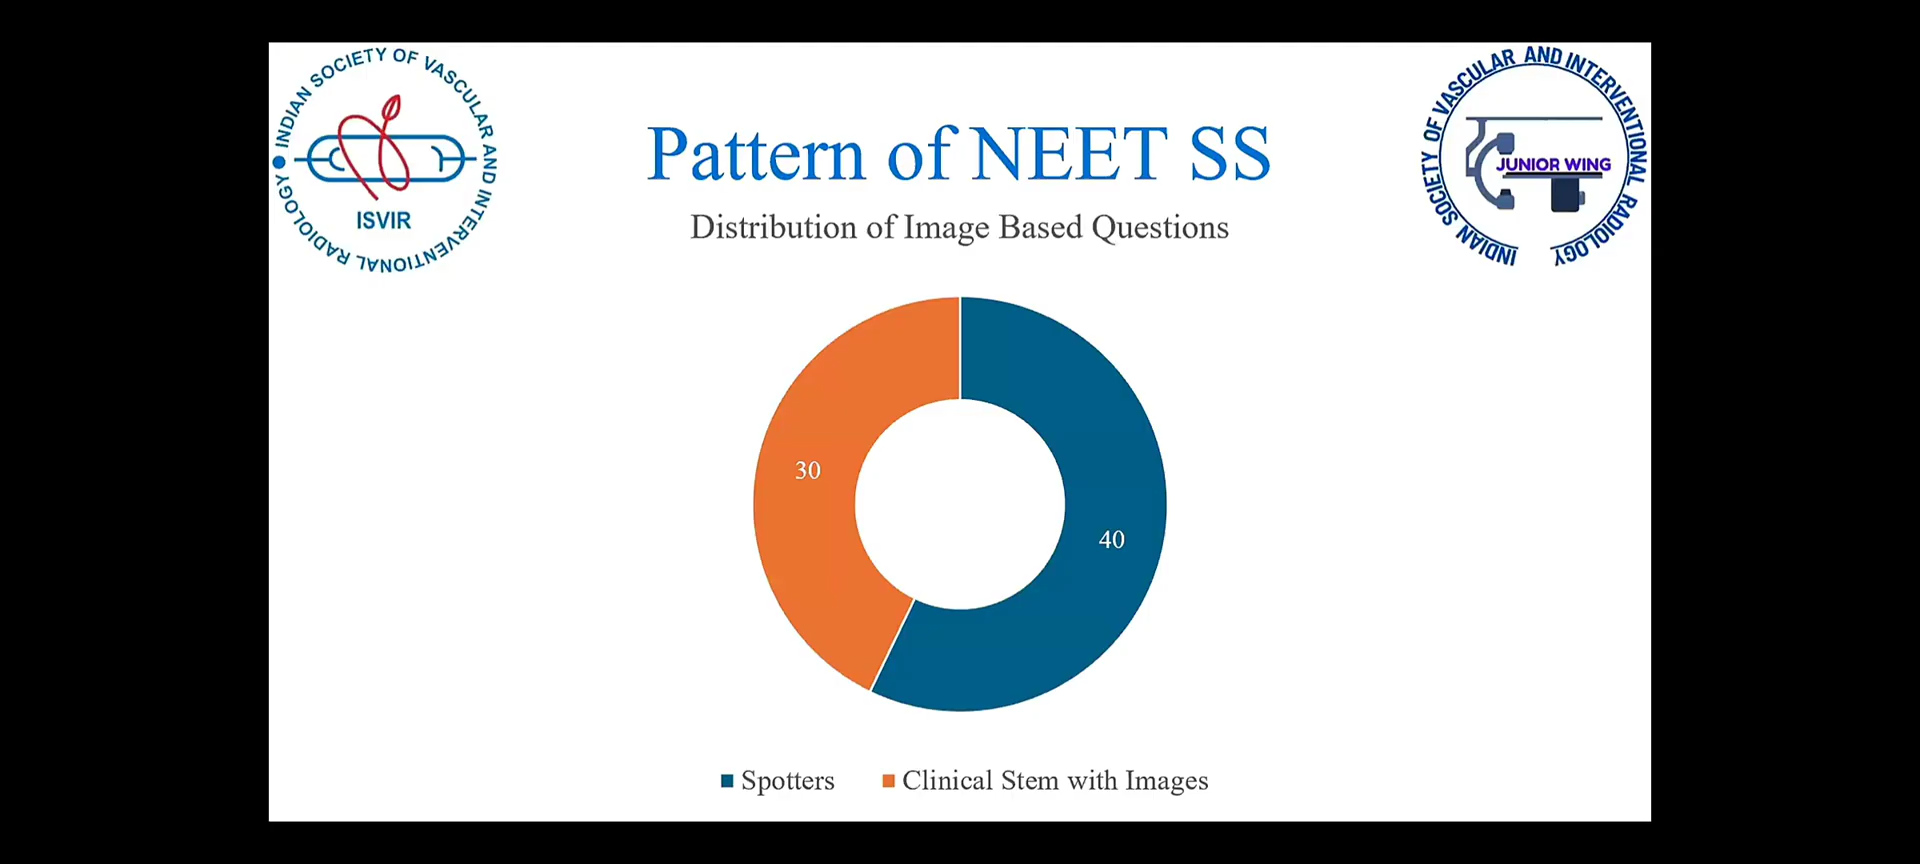 INDIAN SOCIETY OF VASCULAR AND INTERVENTIONAL RADIOLOGY
ISVIR
Pattern of NEET SS
Distribution of Image Based Questions
INDIAN SOCIETY OF VASCULAR AND INTERVENTIONAL RADIOLOGY
JUNIOR WING
30
40
Spotters
Clinical Stem with Images